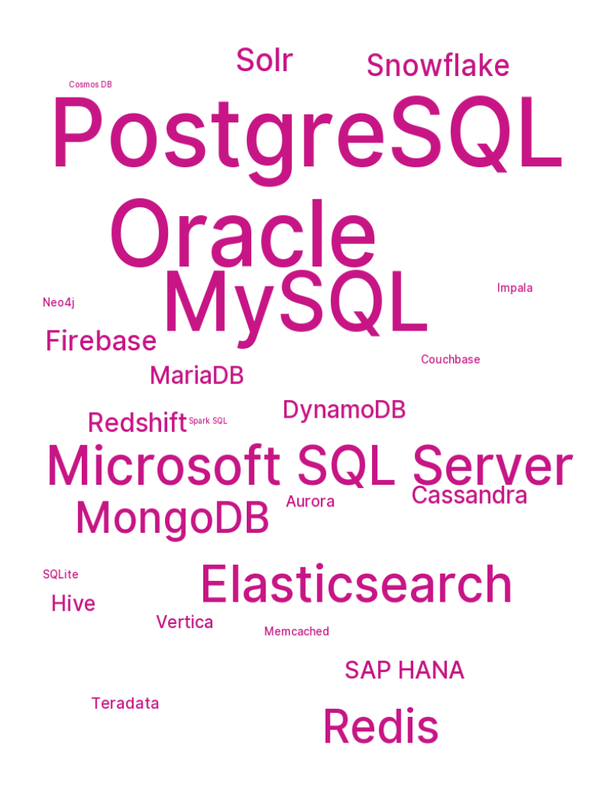 Solr
Snowflake
Cosmos DB
PostgreSQL
Oracle
MySQL
Impala
Neo4j
Firebase
Couchbase
MariaDB
DynamoDB
Redshift
Spark SQL
Microsoft SQL Server
Cassandra
Aurora
MongoDB
SQLite
Elasticsearch
Hive
Vertica
Memcached
SAP HANA
Teradata
Redis